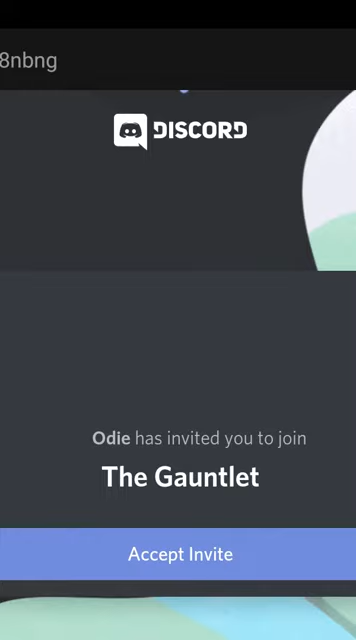 8nbng
DISCORD
Odie has invited you to join
The Gauntlet
Accept Invite